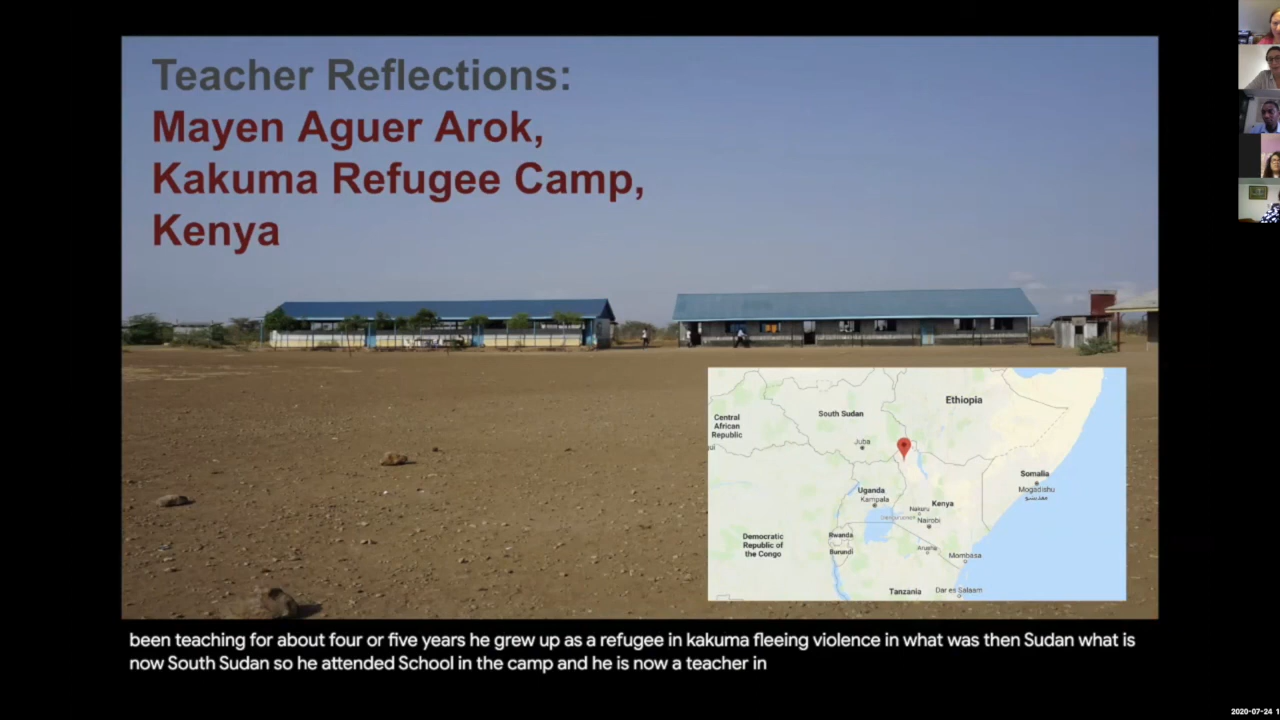 Teacher Reflections:
Mayen Aguer Arok,
Kakuma Refugee Camp,
Kenya
Ethiopia
South Sudan
Central
African
Republic
Juba
Somalia
Mogadishu
Uganda
Kampala
Kenya
Nakuru
Nairobi
Rwanda
Democratic
Republic of
the Congo
Burundi
Arusha
Mombasa
Tanzania
Dar es Salaam
been teaching for about four or five years he grew up as a refugee in kakuma fleeing violence in what was then Sudan what is
now South Sudan so he attended School in the camp and he is now a teacher in
2020-07-24 1